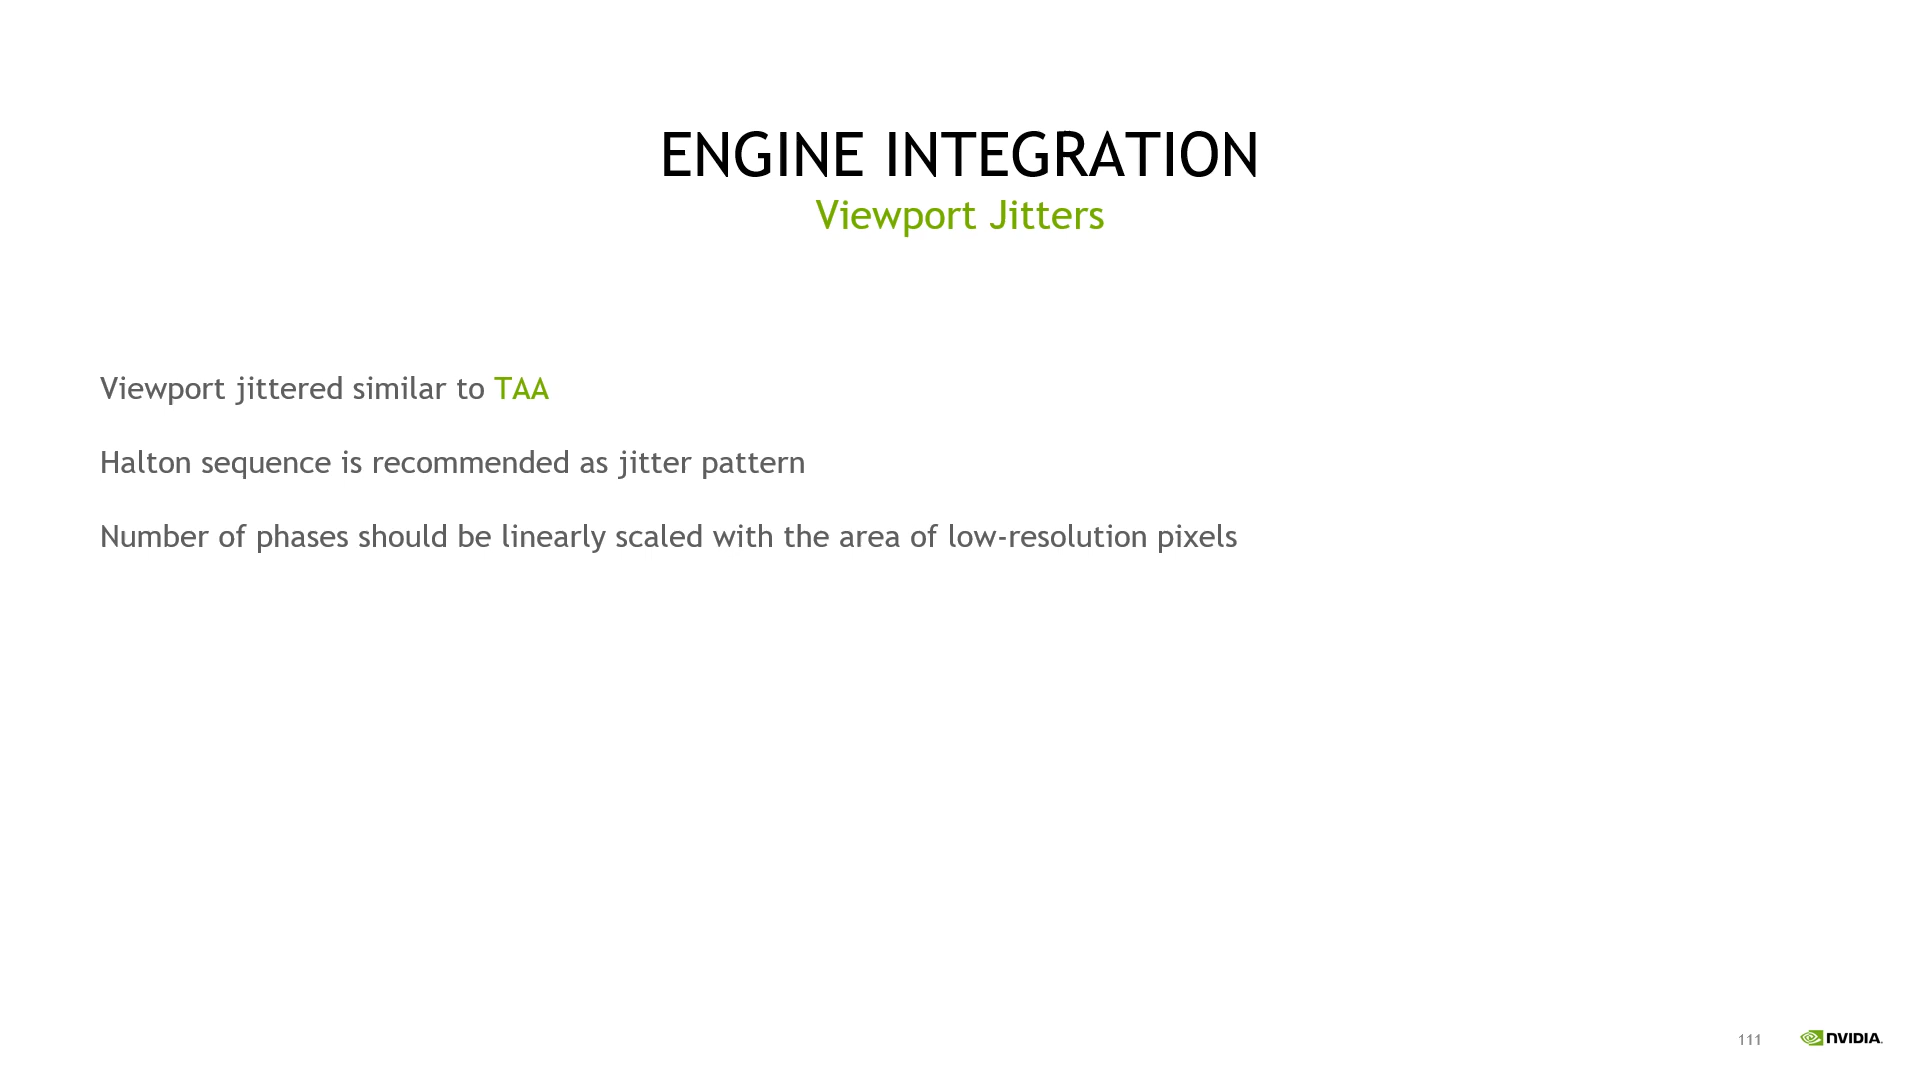 ENGINE INTEGRATION
Viewport Jitters
Viewport jittered similar to TAA
Halton sequence is recommended as jitter pattern
Number of phases should be linearly scaled with the area of low-resolution pixels
111
NVIDIA.